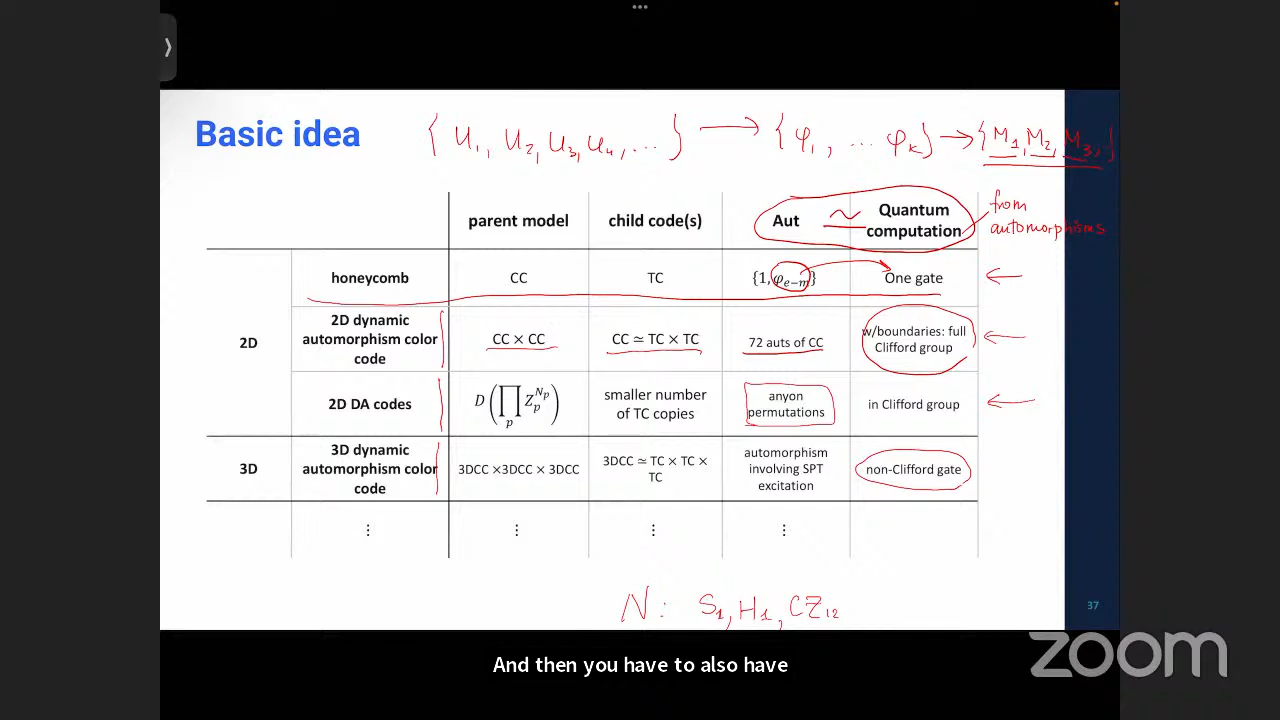 Basic idea
{ U1, U2, U3, U4, ... } → { φ1, ... φk } → { M1, M2, M3, }
parent model child code(s) Aut ≃ Quantum computation
from automorphisms
honeycomb CC TC {1, φe−m} One gate ←
2D
2D dynamic automorphism color code CC × CC CC ≃ TC × TC 72 auts of CC w/boundaries: full Clifford group ←
2D DA codes D(∏p Zp^Np) smaller number of TC copies anyon permutations in Clifford group ←
3D
3D dynamic automorphism color code 3DCC ×3DCC × 3DCC 3DCC ≃ TC × TC × TC automorphism involving SPT excitation non-Clifford gate
⋮ ⋮ ⋮ ⋮
N: S1, H1, CZ12
37
And then you have to also have
zoom